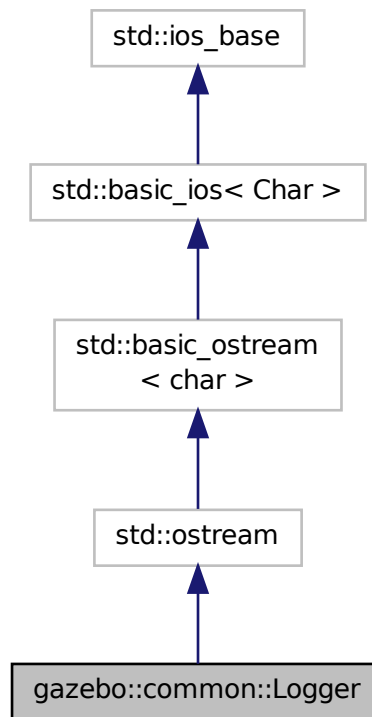 std::ios_base
std::basic_ios< Char >
std::basic_ostream
< char >
std::ostream
gazebo::common::Logger